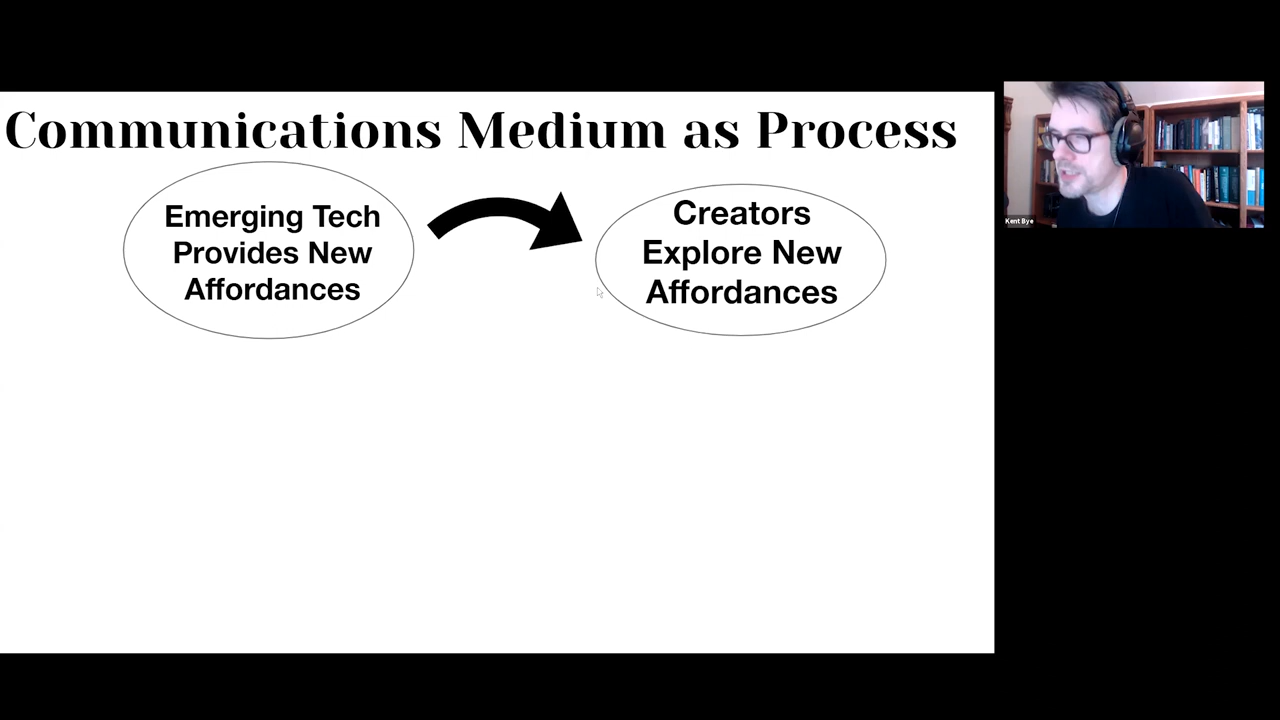 Communications Medium as Process
Emerging Tech
Provides New
Affordances
Creators
Explore New
Affordances
Kent Bye